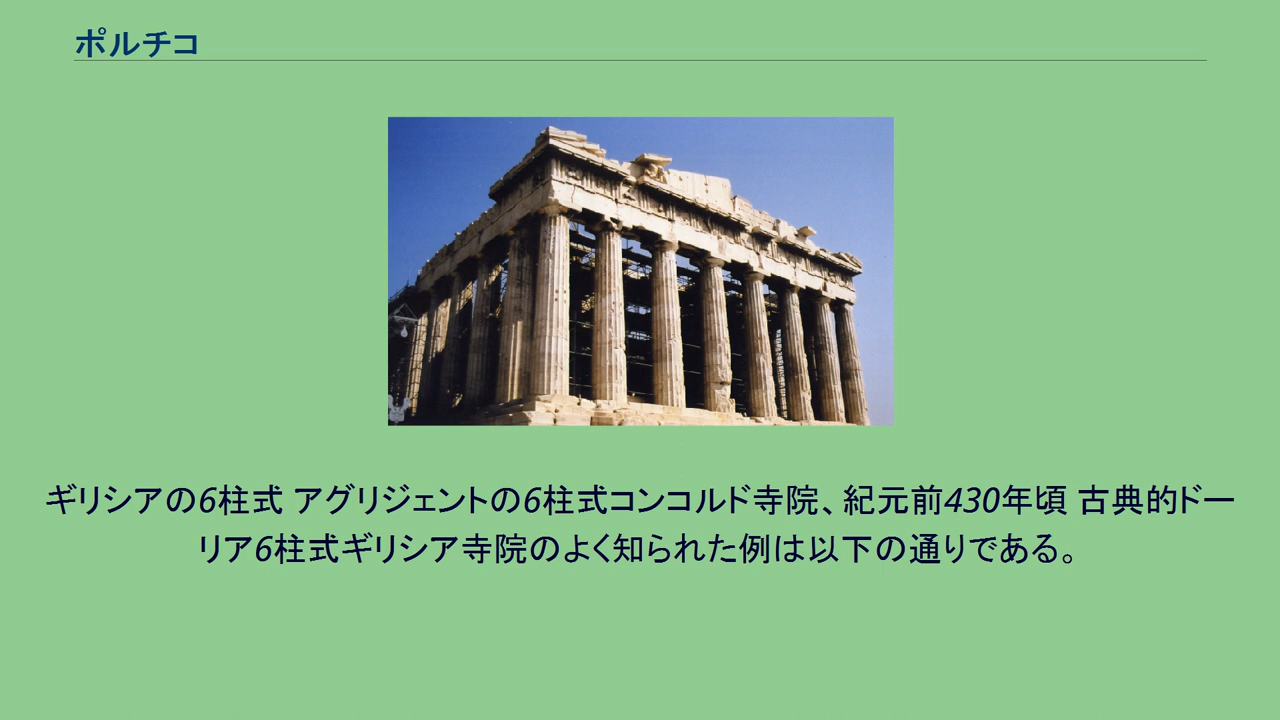 ポルチコ
ギリシアの6柱式 アグリジェントの6柱式コンコルド寺院、紀元前430年頃 古典的ドー
リア6柱式ギリシア寺院のよく知られた例は以下の通りである。